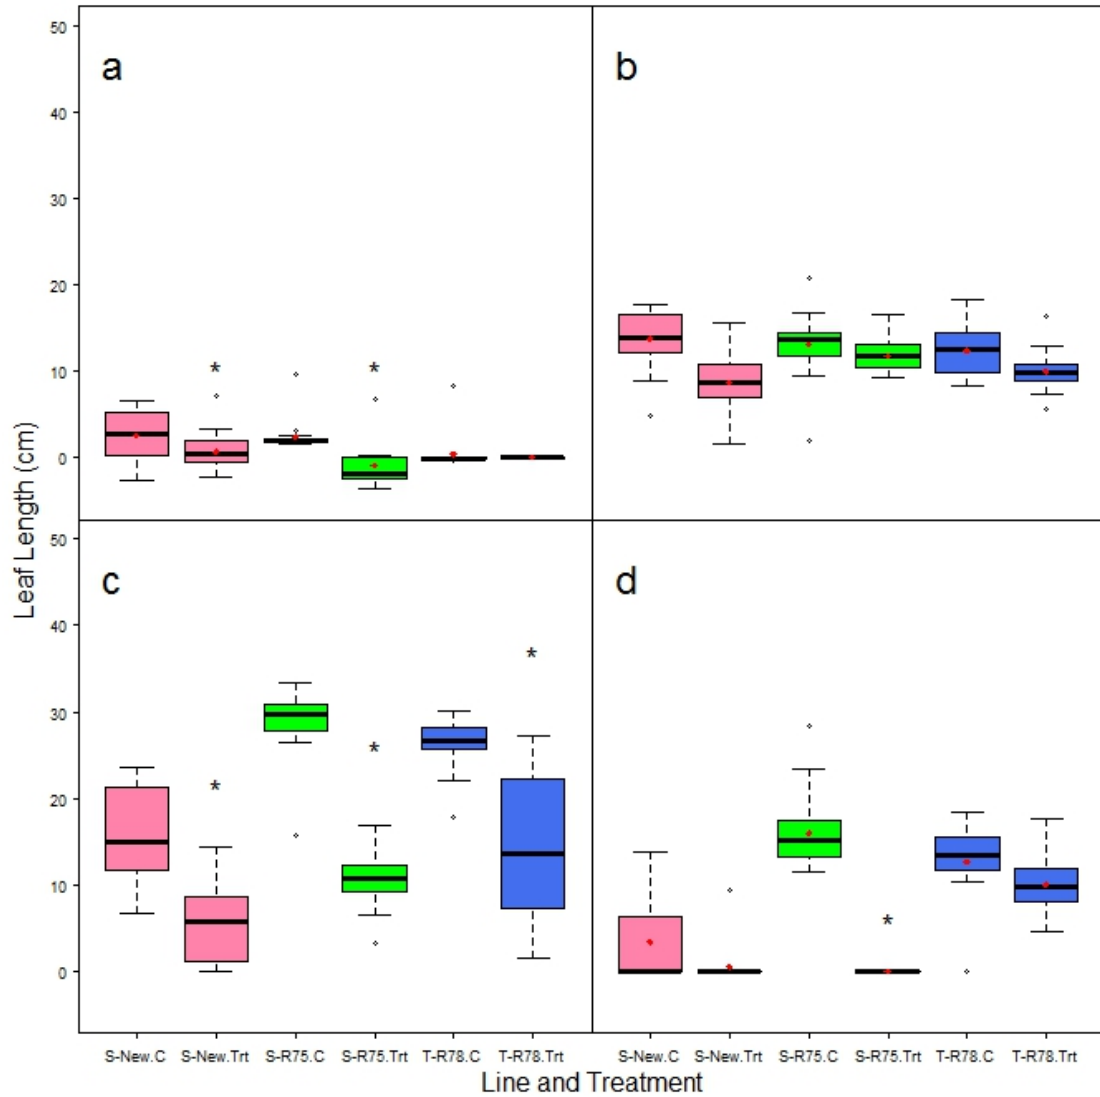 Leaf Length (cm)
50
40
30
20
10
0
a
*
*
b
50
40
30
20
10
0
c
*
*
*
d
*
S-New.C S-New.Trt S-R75.C S-R75.Trt T-R78.C T-R78.Trt
S-New.C S-New.Trt S-R75.C S-R75.Trt T-R78.C T-R78.Trt
Line and Treatment